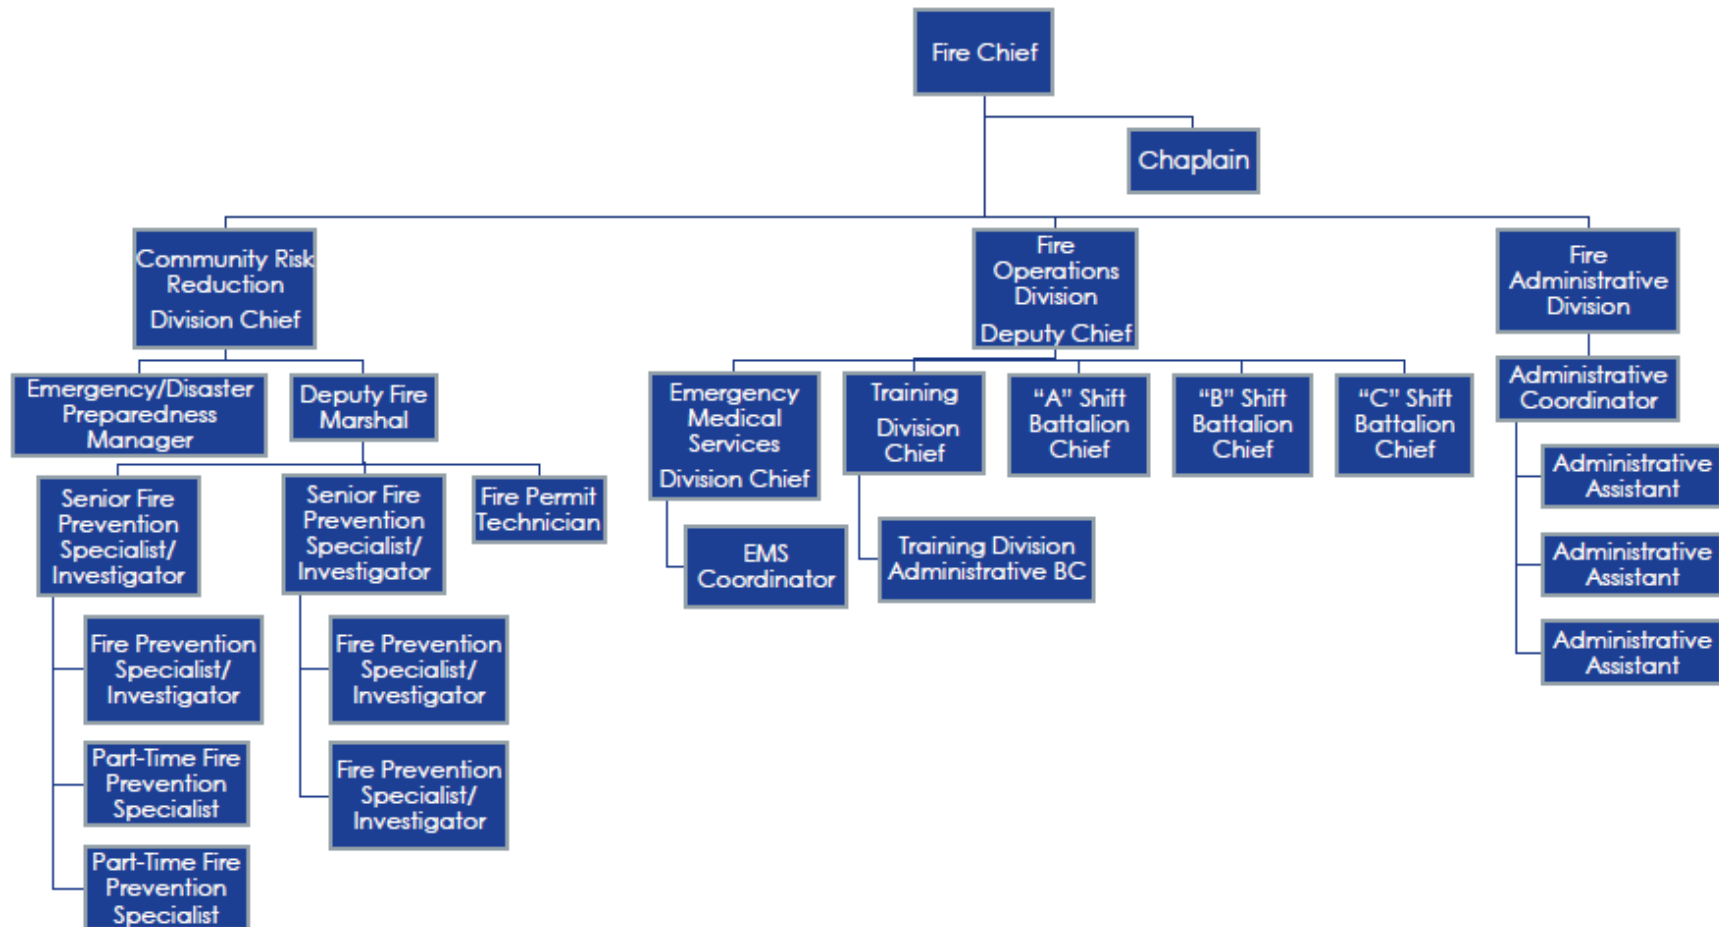 Fire Chief
Chaplain
Community Risk
Reduction
Division Chief
Fire
Operations
Division
Deputy Chief
Fire
Administrative
Division
Emergency/Disaster
Preparedness
Manager
Deputy Fire
Marshal
Emergency
Medical
Services
Division Chief
Training
Division
Chief
“A” Shift
Battalion
Chief
“B” Shift
Battalion
Chief
“C” Shift
Battalion
Chief
Administrative
Coordinator
Senior Fire
Prevention
Specialist/
Investigator
Senior Fire
Prevention
Specialist/
Investigator
Fire Permit
Technician
EMS
Coordinator
Training Division
Administrative BC
Administrative
Assistant
Administrative
Assistant
Administrative
Assistant
Fire Prevention
Specialist/
Investigator
Fire Prevention
Specialist/
Investigator
Part-Time Fire
Prevention
Specialist
Fire Prevention
Specialist/
Investigator
Part-Time Fire
Prevention
Specialist